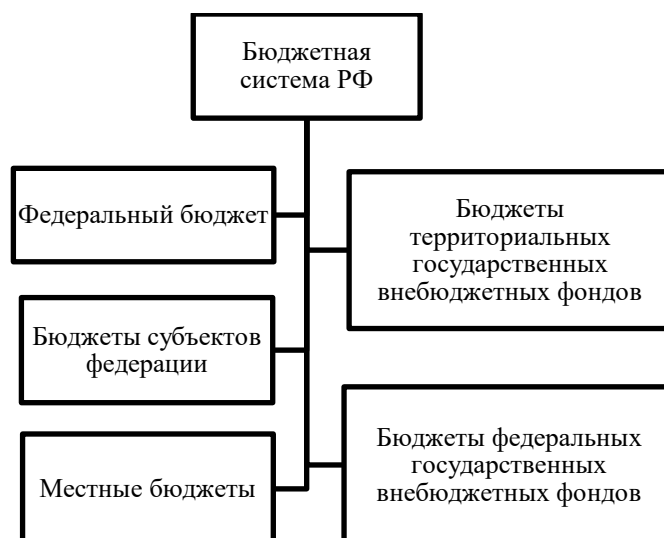 Бюджетная
система РФ
Федеральный бюджет
Бюджеты
территориальных
государственных
внебюджетных фондов
Бюджеты субъектов
федерации
Бюджеты федеральных
государственных
внебюджетных фондов
Местные бюджеты